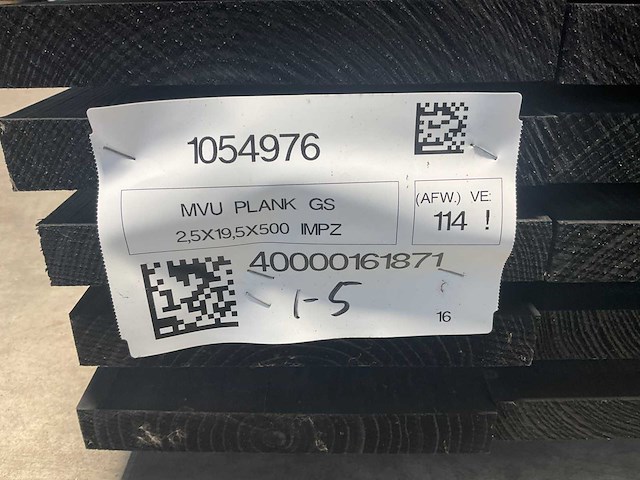 1054976
MVU PLANK GS
2,5X19,5X500 IMPZ
(AFW.) VE:
114 !
40000161871
1-5
16